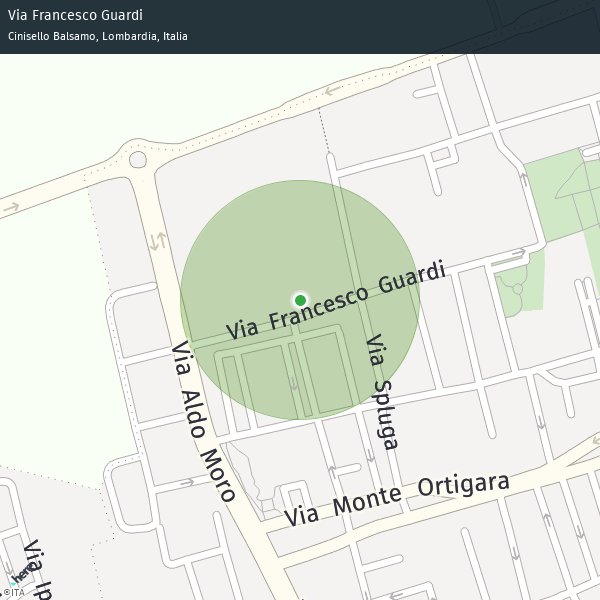 Via Francesco Guardi
Cinisello Balsamo, Lombardia, Italia
Via Francesco Guardi
Via Aldo Moro
Via Spluga
Via Monte Ortigara
here
©ITA